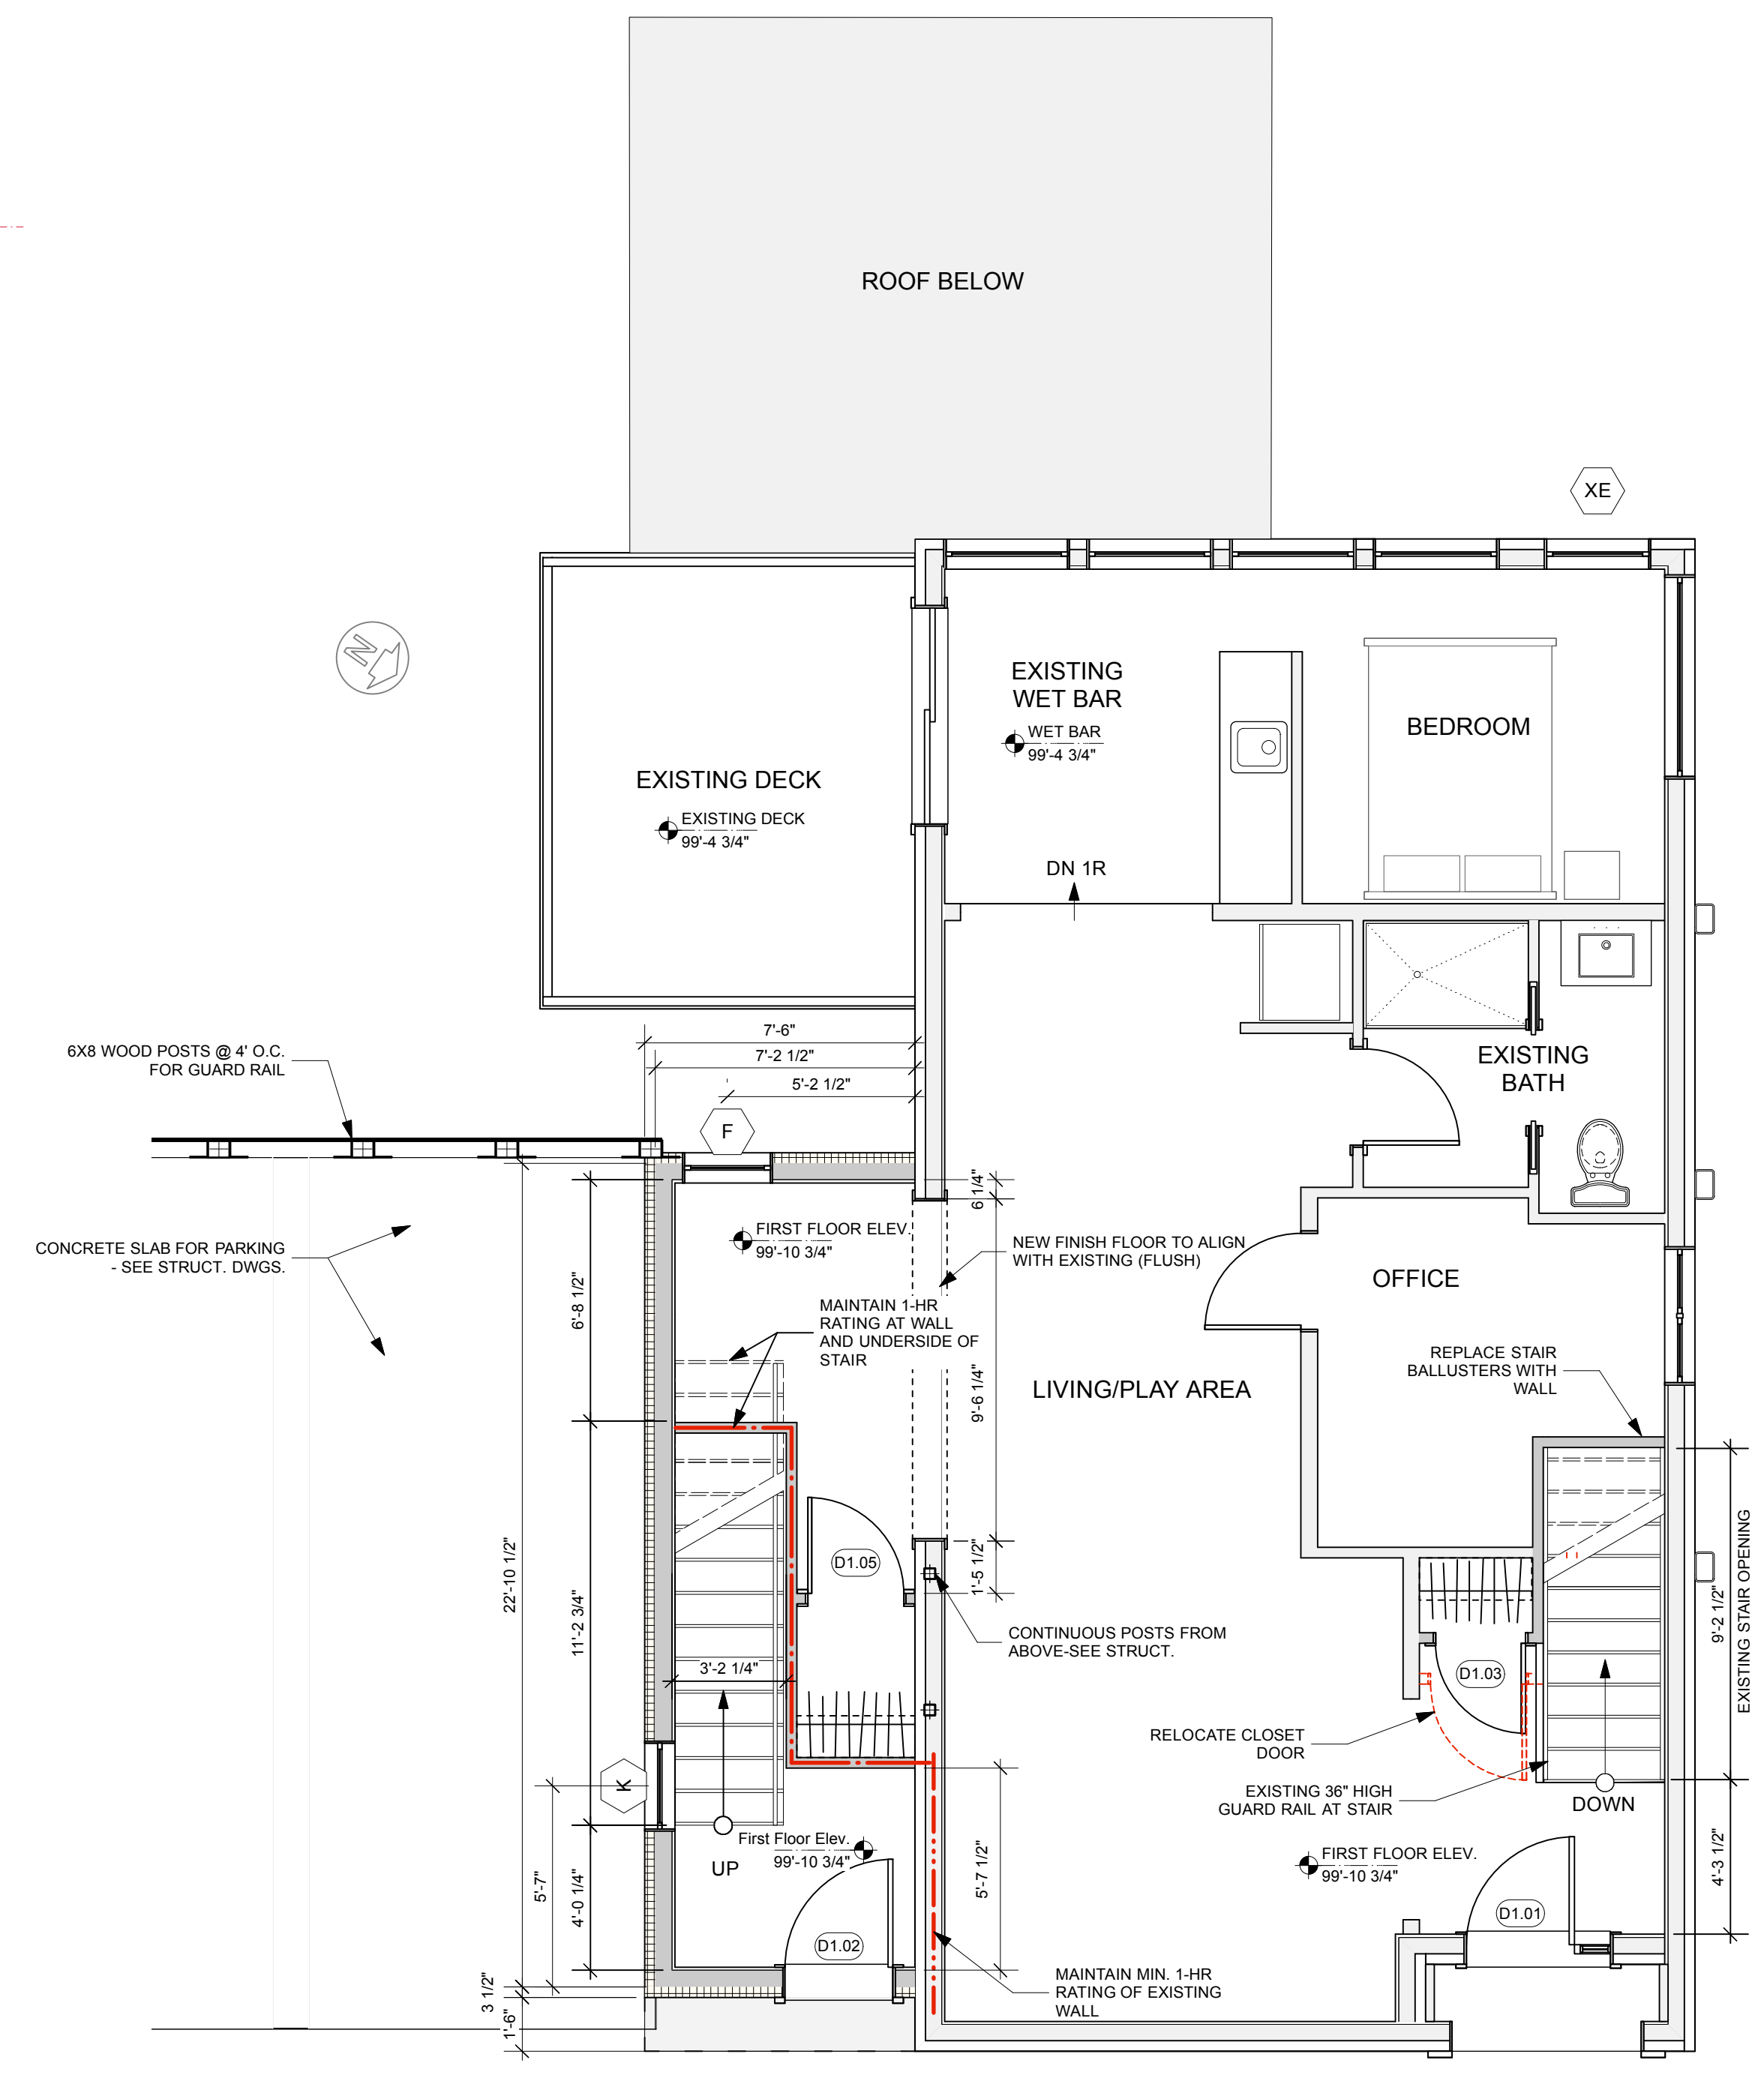 ROOF BELOW
XE
N
EXISTING
WET BAR
WET BAR
99'-4 3/4"
BEDROOM
EXISTING DECK
EXISTING DECK
99'-4 3/4"
DN 1R
7'-6"
7'-2 1/2"
5'-2 1/2"
6X8 WOOD POSTS @ 4' O.C.
FOR GUARD RAIL
EXISTING
BATH
F
6 1/4"
FIRST FLOOR ELEV.
99'-10 3/4"
NEW FINISH FLOOR TO ALIGN
WITH EXISTING (FLUSH)
CONCRETE SLAB FOR PARKING
- SEE STRUCT. DWGS.
OFFICE
6'-8 1/2"
MAINTAIN 1-HR
RATING AT WALL
AND UNDERSIDE OF
STAIR
REPLACE STAIR
BALLUSTERS WITH
WALL
LIVING/PLAY AREA
9'-6 1/4"
D1.05
1'-5 1/2"
22'-10 1/2"
11'-2 3/4"
9'-2 1/2"
EXISTING STAIR OPENING
CONTINUOUS POSTS FROM
ABOVE-SEE STRUCT.
3'-2 1/4"
D1.03
RELOCATE CLOSET
DOOR
K
EXISTING 36" HIGH
GUARD RAIL AT STAIR
DOWN
First Floor Elev.
99'-10 3/4"
UP
FIRST FLOOR ELEV.
99'-10 3/4"
5'-7"
4'-0 1/4"
5'-7 1/2"
4'-3 1/2"
D1.01
D1.02
MAINTAIN MIN. 1-HR
RATING OF EXISTING
WALL
3 1/2"
1'-6"